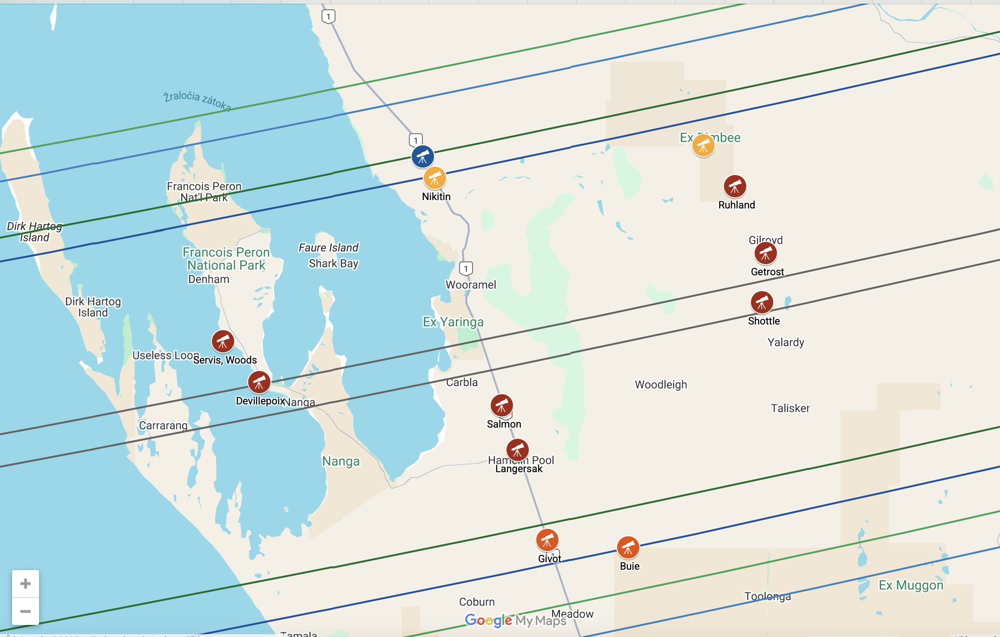 1
Žraločia zátoka
1
Ex Pimbee
Francois Peron
Nat'l Park
Nikitin
Ruhland
Dirk Hartog
Island
Gilroyd
Faure Island
Francois Peron
National Park
Shark Bay
1
Getrost
Denham
Wooramel
Dirk Hartog
Island
Ex Yaringa
Shottle
Yalardy
Useless Loop
Servis, Woods
Carbla
Woodleigh
Devillepoix
Nanga
Talisker
Carrarang
Salmon
Nanga
Hamelin Pool
Langersak
1
Givot
Buie
+
Ex Muggon
Toolonga
Coburn
−
Google My Maps
Meadow
Tamala